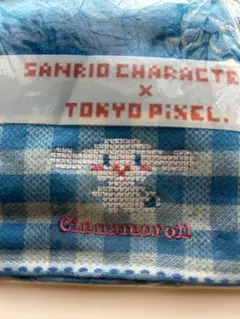 SANRIO CHARACTE
×
TOKYO PiXEL.
Cinnamoroll